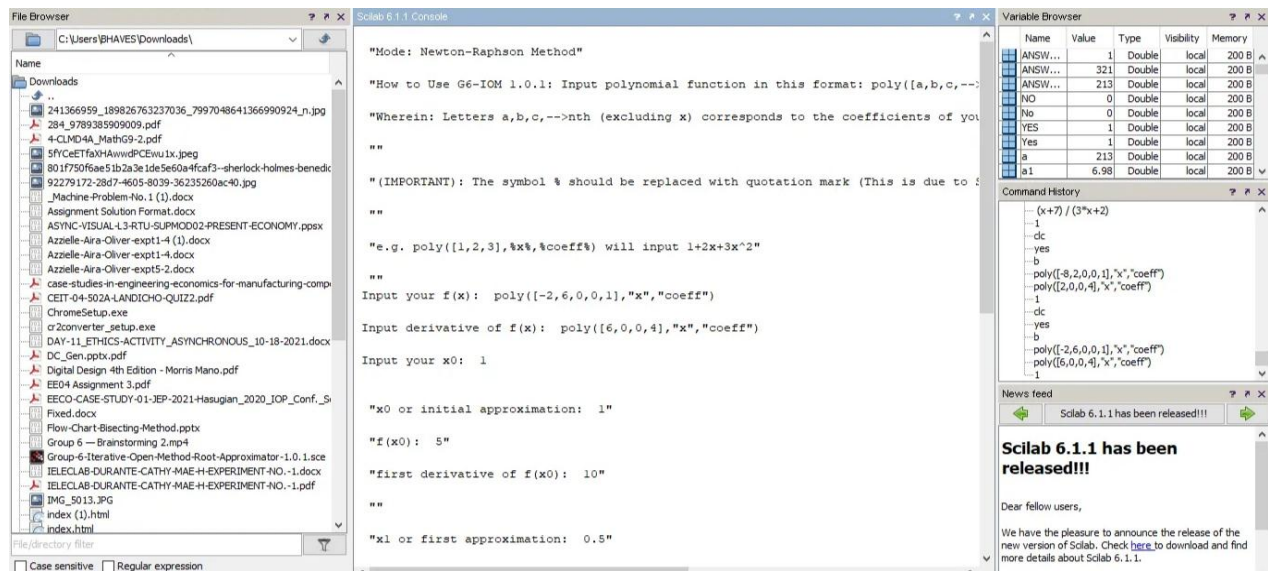 File Browser
C:\Users\BHAVES\Downloads\
Name
Downloads
..
241366959_189826763237036_7997048641366990924_n.jpg
284_9789385909009.pdf
4-CLMD4A_MathG9-2.pdf
5fYCeETfaXHAwwdPCEwu1x.jpeg
801f750f6ae51b2a3e1de5e60a4fcaf3--sherlock-holmes-benedic
92279172-28d7-4605-8039-36235260ac40.jpg
_Machine-Problem-No.1 (1).docx
Assignment Solution Format.docx
ASYNC-VISUAL-L3-RTU-SUPMOD02-PRESENT-ECONOMY.ppsx
Azzielle-Aira-Oliver-expt1-4 (1).docx
Azzielle-Aira-Oliver-expt1-4.docx
Azzielle-Aira-Oliver-expt5-2.docx
case-studies-in-engineering-economics-for-manufacturing-comp
CEIT-04-502A-LANDICHO-QUIZ2.pdf
ChromeSetup.exe
cr2converter_setup.exe
DAY-11_ETHICS-ACTIVITY_ASYNCHRONOUS_10-18-2021.docx
DC_Gen.pptx.pdf
Digital Design 4th Edition - Morris Mano.pdf
EE04 Assignment 3.pdf
EECO-CASE-STUDY-01-JEP-2021-Hasugian_2020_IOP_Conf._S
Fixed.docx
Flow-Chart-Bisecting-Method.pptx
Group 6 — Brainstorming 2.mp4
Group-6-Iterative-Open-Method-Root-Approximator-1.0.1.sce
IELECLAB-DURANTE-CATHY-MAE-H-EXPERIMENT-NO.-1.docx
IELECLAB-DURANTE-CATHY-MAE-H-EXPERIMENT-NO.-1.pdf
IMG_5013.JPG
index (1).html
index.html
File/directory filter
Case sensitive Regular expression
Scilab 6.1.1 Console
"Mode: Newton-Raphson Method"
"How to Use G6-IOM 1.0.1: Input polynomial function in this format: poly([a,b,c,-->
"Wherein: Letters a,b,c,-->nth (excluding x) corresponds to the coefficients of you
""
"(IMPORTANT): The symbol % should be replaced with quotation mark (This is due to S
""
"e.g. poly([1,2,3],%x%,%coeff%) will input 1+2x+3x^2"
""
Input your f(x): poly([-2,6,0,0,1],"x","coeff")
Input derivative of f(x): poly([6,0,0,4],"x","coeff")
Input your x0: 1
"x0 or initial approximation: 1"
"f(x0): 5"
"first derivative of f(x0): 10"
""
"x1 or first approximation: 0.5"
Variable Browser
Name Value Type Visibility Memory
ANSW... 1 Double local 200 B
ANSW... 321 Double local 200 B
ANSW... 213 Double local 200 B
NO 0 Double local 200 B
No 0 Double local 200 B
YES 1 Double local 200 B
Yes 1 Double local 200 B
a 213 Double local 200 B
a1 6.98 Double local 200 B
Command History
(x+7) / (3*x+2)
1
clc
yes
b
poly([-8,2,0,0,1],"x","coeff")
poly([2,0,0,4],"x","coeff")
1
clc
yes
b
poly([-2,6,0,0,1],"x","coeff")
poly([6,0,0,4],"x","coeff")
1
News feed
Scilab 6.1.1 has been released!!!
Scilab 6.1.1 has been
released!!!
Dear fellow users,
We have the pleasure to announce the release of the
new version of Scilab. Check here to download and find
more details about Scilab 6.1.1.